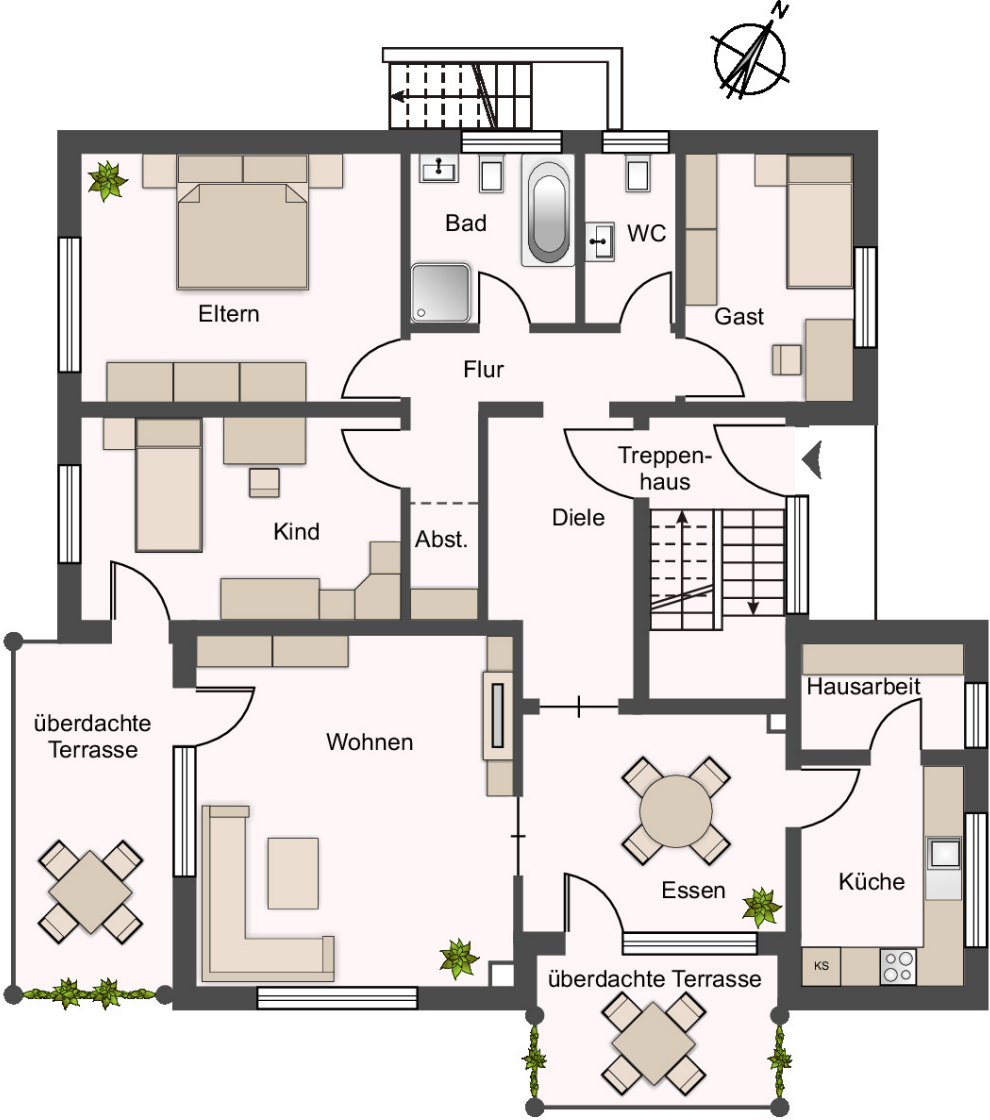 N
Bad
WC
Eltern
Gast
Flur
Treppen-
haus
Diele
Kind
Abst.
Hausarbeit
überdachte
Terrasse
Wohnen
Küche
Essen
KS
überdachte Terrasse